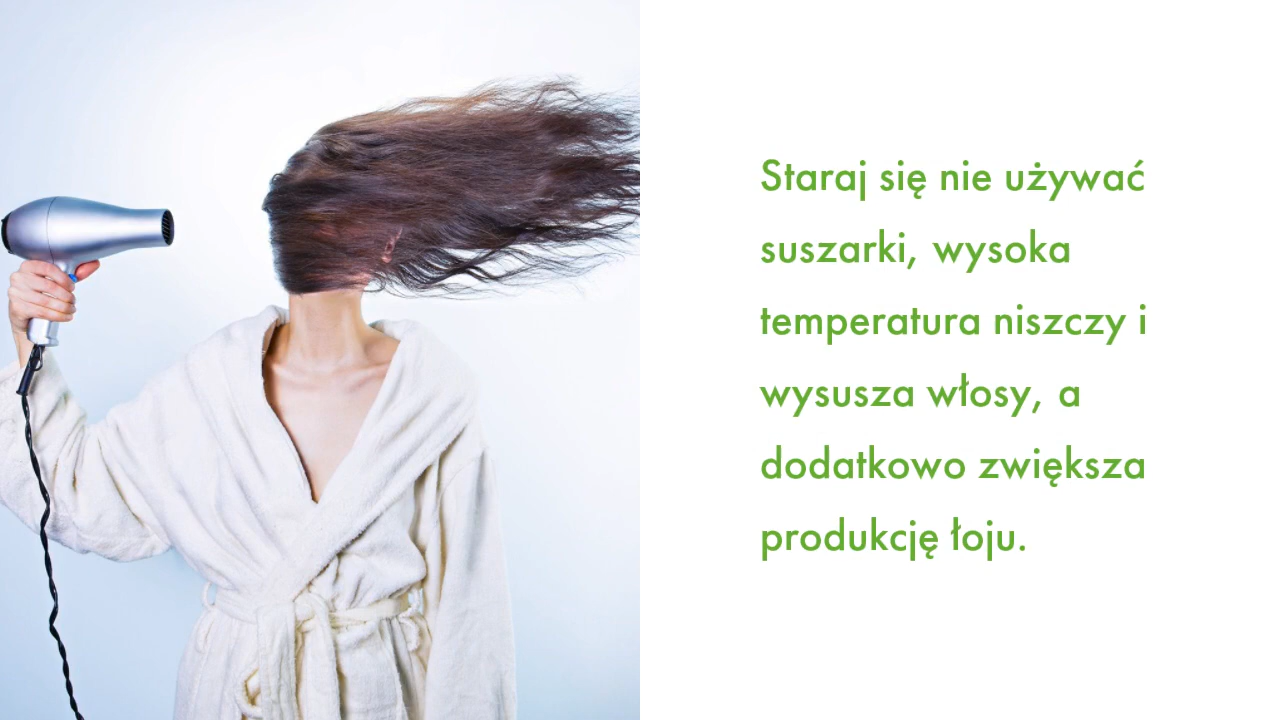 Staraj się nie używać
suszarki, wysoka
temperatura niszczy i
wysusza włosy, a
dodatkowo zwiększa
produkcję łoju.